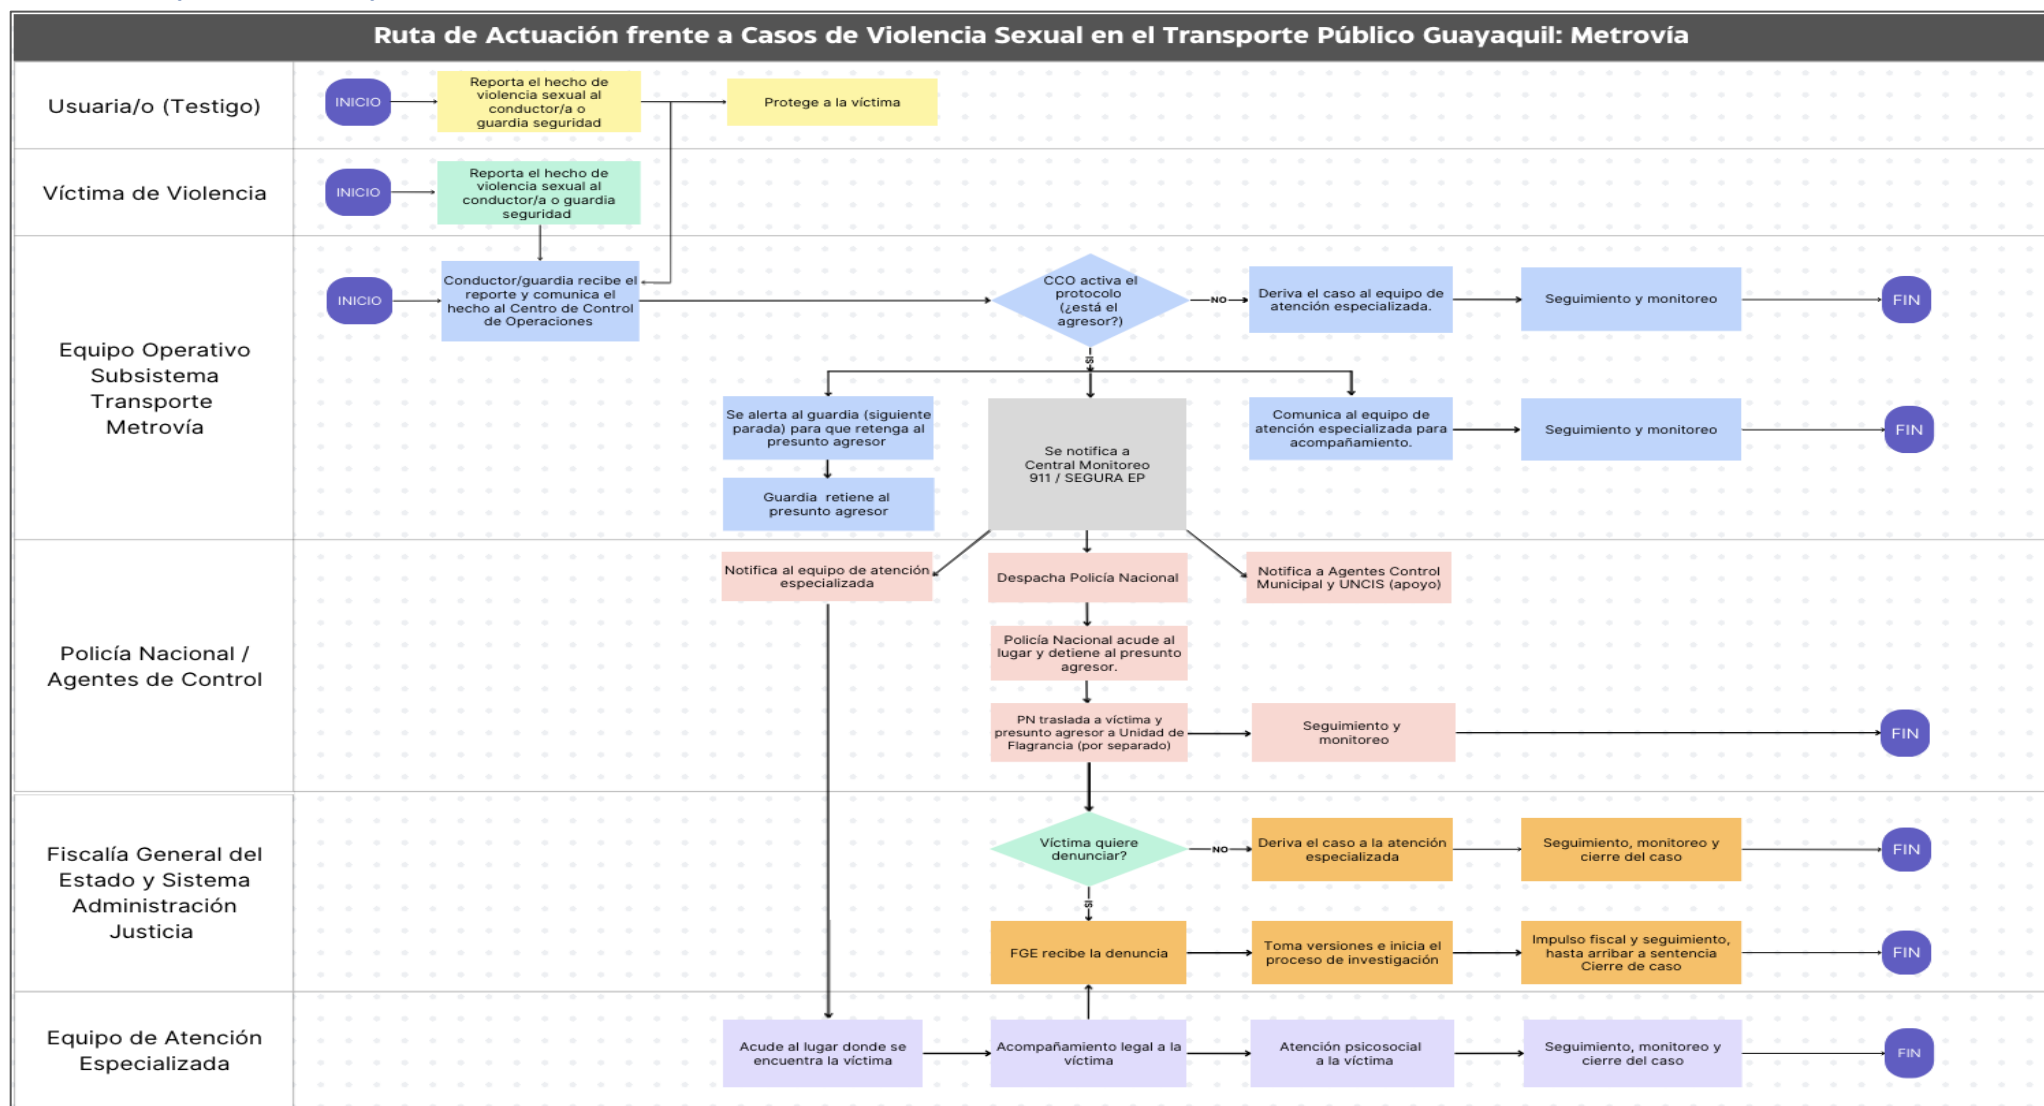 Ruta de Actuación frente a Casos de Violencia Sexual en el Transporte Público Guayaquil: Metrovía
Usuaria/o (Testigo)
INICIO
Reporta el hecho de
violencia sexual al
conductor/a o
guardia seguridad
Protege a la víctima
Víctima de Violencia
INICIO
Reporta el hecho de
violencia sexual al
conductor/a o guardia
seguridad
Equipo Operativo
Subsistema
Transporte
Metrovía
INICIO
Conductor/guardia recibe el
reporte y comunica el
hecho al Centro de Control
de Operaciones
CCO activa el
protocolo
(¿está el
agresor?)
NO
Deriva el caso al equipo de
atención especializada.
Seguimiento y monitoreo
FIN
SI
Se alerta al guardia (siguiente
parada) para que retenga al
presunto agresor
Guardia retiene al
presunto agresor
Se notifica a
Central Monitoreo
911 / SEGURA EP
Comunica al equipo de
atención especializada para
acompañamiento.
Seguimiento y monitoreo
FIN
Policía Nacional /
Agentes de Control
Notifica al equipo de atención
especializada
Despacha Policía Nacional
Notifica a Agentes Control
Municipal y UNCIS (apoyo)
Policía Nacional acude al
lugar y detiene al presunto
agresor.
PN traslada a víctima y
presunto agresor a Unidad de
Flagrancia (por separado)
Seguimiento y
monitoreo
FIN
Fiscalía General del
Estado y Sistema
Administración
Justicia
Víctima quiere
denunciar?
NO
Deriva el caso a la atención
especializada
Seguimiento, monitoreo y
cierre del caso
FIN
SI
FGE recibe la denuncia
Toma versiones e inicia el
proceso de investigación
Impulso fiscal y seguimiento,
hasta arribar a sentencia
Cierre de caso
FIN
Equipo de Atención
Especializada
Acude al lugar donde se
encuentra la víctima
Acompañamiento legal a la
víctima
Atención psicosocial
a la víctima
Seguimiento, monitoreo y
cierre del caso
FIN